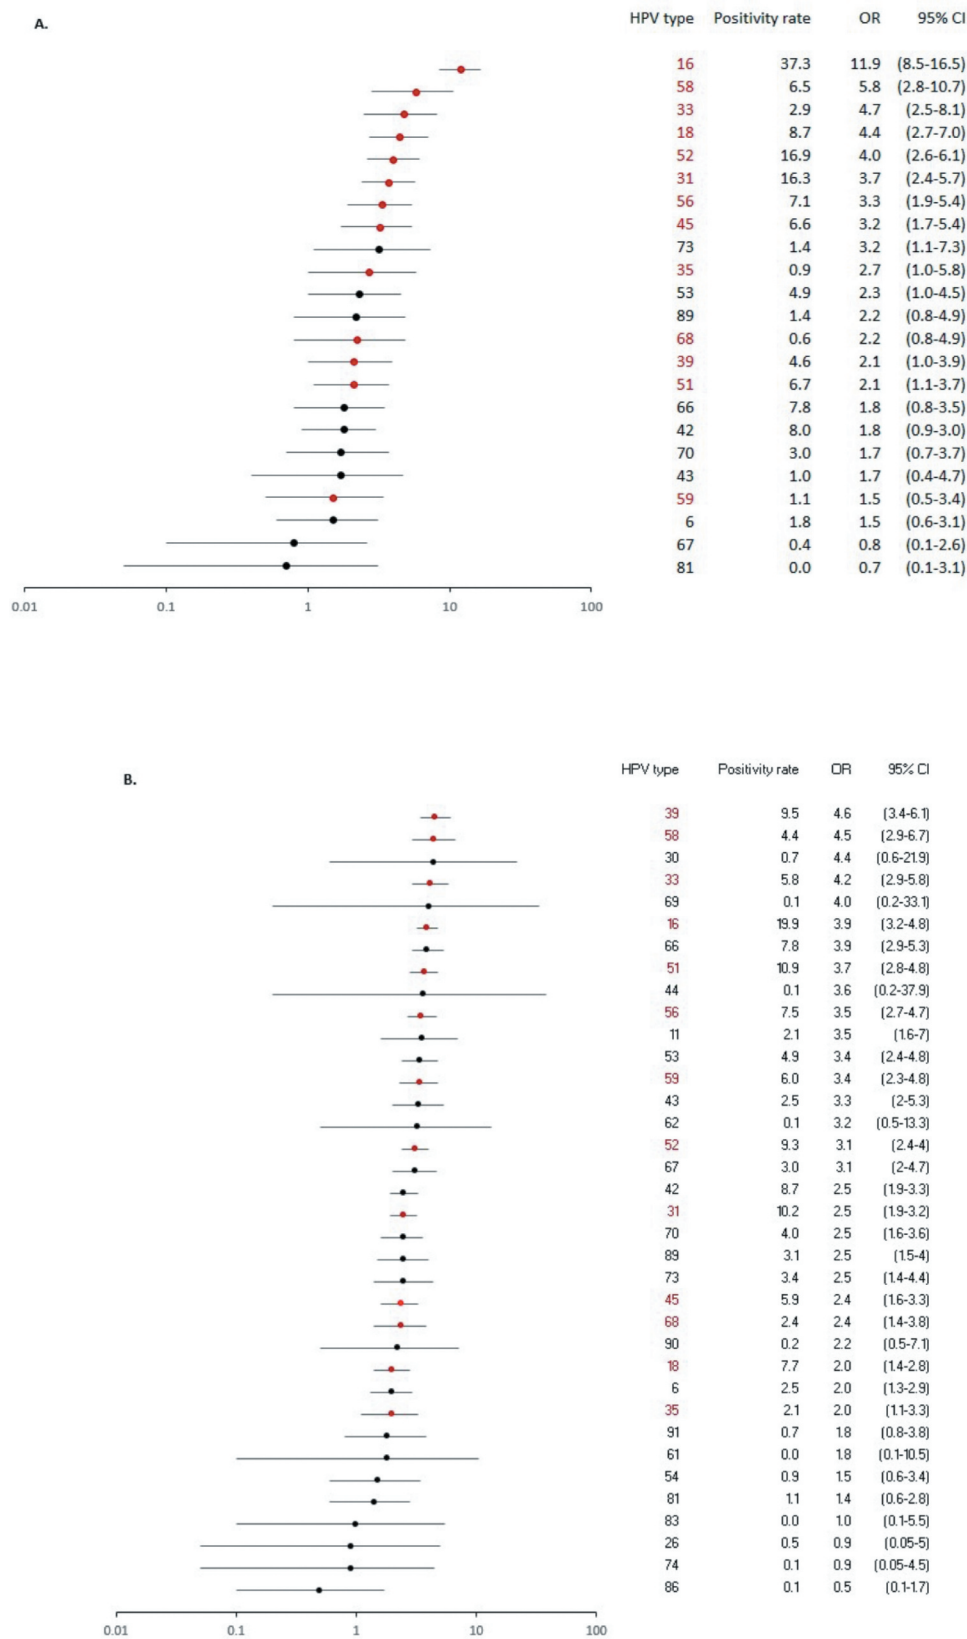 A.
HPV type Positivity rate OR 95% CI
16 37.3 11.9 (8.5-16.5)
58 6.5 5.8 (2.8-10.7)
33 2.9 4.7 (2.5-8.1)
18 8.7 4.4 (2.7-7.0)
52 16.9 4.0 (2.6-6.1)
31 16.3 3.7 (2.4-5.7)
56 7.1 3.3 (1.9-5.4)
45 6.6 3.2 (1.7-5.4)
73 1.4 3.2 (1.1-7.3)
35 0.9 2.7 (1.0-5.8)
53 4.9 2.3 (1.0-4.5)
89 1.4 2.2 (0.8-4.9)
68 0.6 2.2 (0.8-4.9)
39 4.6 2.1 (1.0-3.9)
51 6.7 2.1 (1.1-3.7)
66 7.8 1.8 (0.8-3.5)
42 8.0 1.8 (0.9-3.0)
70 3.0 1.7 (0.7-3.7)
43 1.0 1.7 (0.4-4.7)
59 1.1 1.5 (0.5-3.4)
6 1.8 1.5 (0.6-3.1)
67 0.4 0.8 (0.1-2.6)
81 0.0 0.7 (0.1-3.1)
0.01 0.1 1 10 100
B.
HPV type Positivity rate OR 95% CI
39 9.5 4.6 (3.4-6.1)
58 4.4 4.5 (2.9-6.7)
30 0.7 4.4 (0.6-21.9)
33 5.8 4.2 (2.9-5.8)
69 0.1 4.0 (0.2-33.1)
16 19.9 3.9 (3.2-4.8)
66 7.8 3.9 (2.9-5.3)
51 10.9 3.7 (2.8-4.8)
44 0.1 3.6 (0.2-37.9)
56 7.5 3.5 (2.7-4.7)
11 2.1 3.5 (1.6-7)
53 4.9 3.4 (2.4-4.8)
59 6.0 3.4 (2.3-4.8)
43 2.5 3.3 (2-5.3)
62 0.1 3.2 (0.5-13.3)
52 9.3 3.1 (2.4-4)
67 3.0 3.1 (2-4.7)
42 8.7 2.5 (1.9-3.3)
31 10.2 2.5 (1.9-3.2)
70 4.0 2.5 (1.6-3.6)
89 3.1 2.5 (1.5-4)
73 3.4 2.5 (1.4-4.4)
45 5.9 2.4 (1.6-3.3)
68 2.4 2.4 (1.4-3.8)
90 0.2 2.2 (0.5-7.1)
18 7.7 2.0 (1.4-2.8)
6 2.5 2.0 (1.3-2.9)
35 2.1 2.0 (1.1-3.3)
91 0.7 1.8 (0.8-3.8)
61 0.0 1.8 (0.1-10.5)
54 0.9 1.5 (0.6-3.4)
81 1.1 1.4 (0.6-2.8)
83 0.0 1.0 (0.1-5.5)
26 0.5 0.9 (0.05-5)
74 0.1 0.9 (0.05-4.5)
86 0.1 0.5 (0.1-1.7)
0.01 0.1 1 10 100